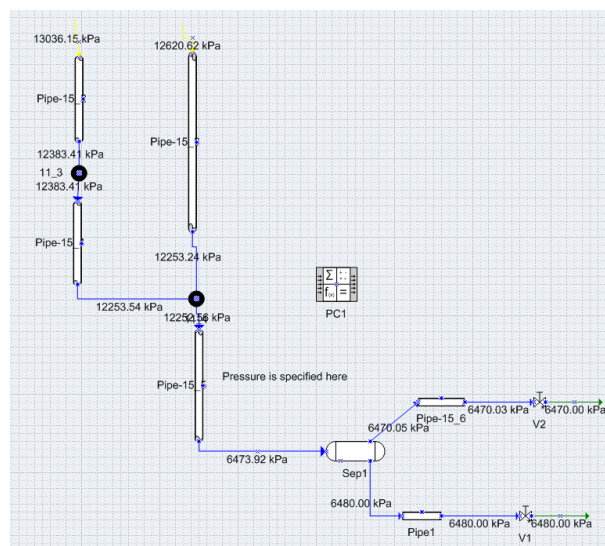 13036.15 kPa
12620.62 kPa
Pipe-15
Pipe-15
12383.41 kPa
11_3
12383.41 kPa
Pipe-15
12253.24 kPa
Σ
f(x) =
PC1
12253.54 kPa
Pressure is specified here
Pipe-15
6470.03 kPa
6470.00 kPa
Pipe-15_6
V2
6470.05 kPa
6473.92 kPa
Sep1
6480.00 kPa
6480.00 kPa
6480.00 kPa
Pipe1
V1